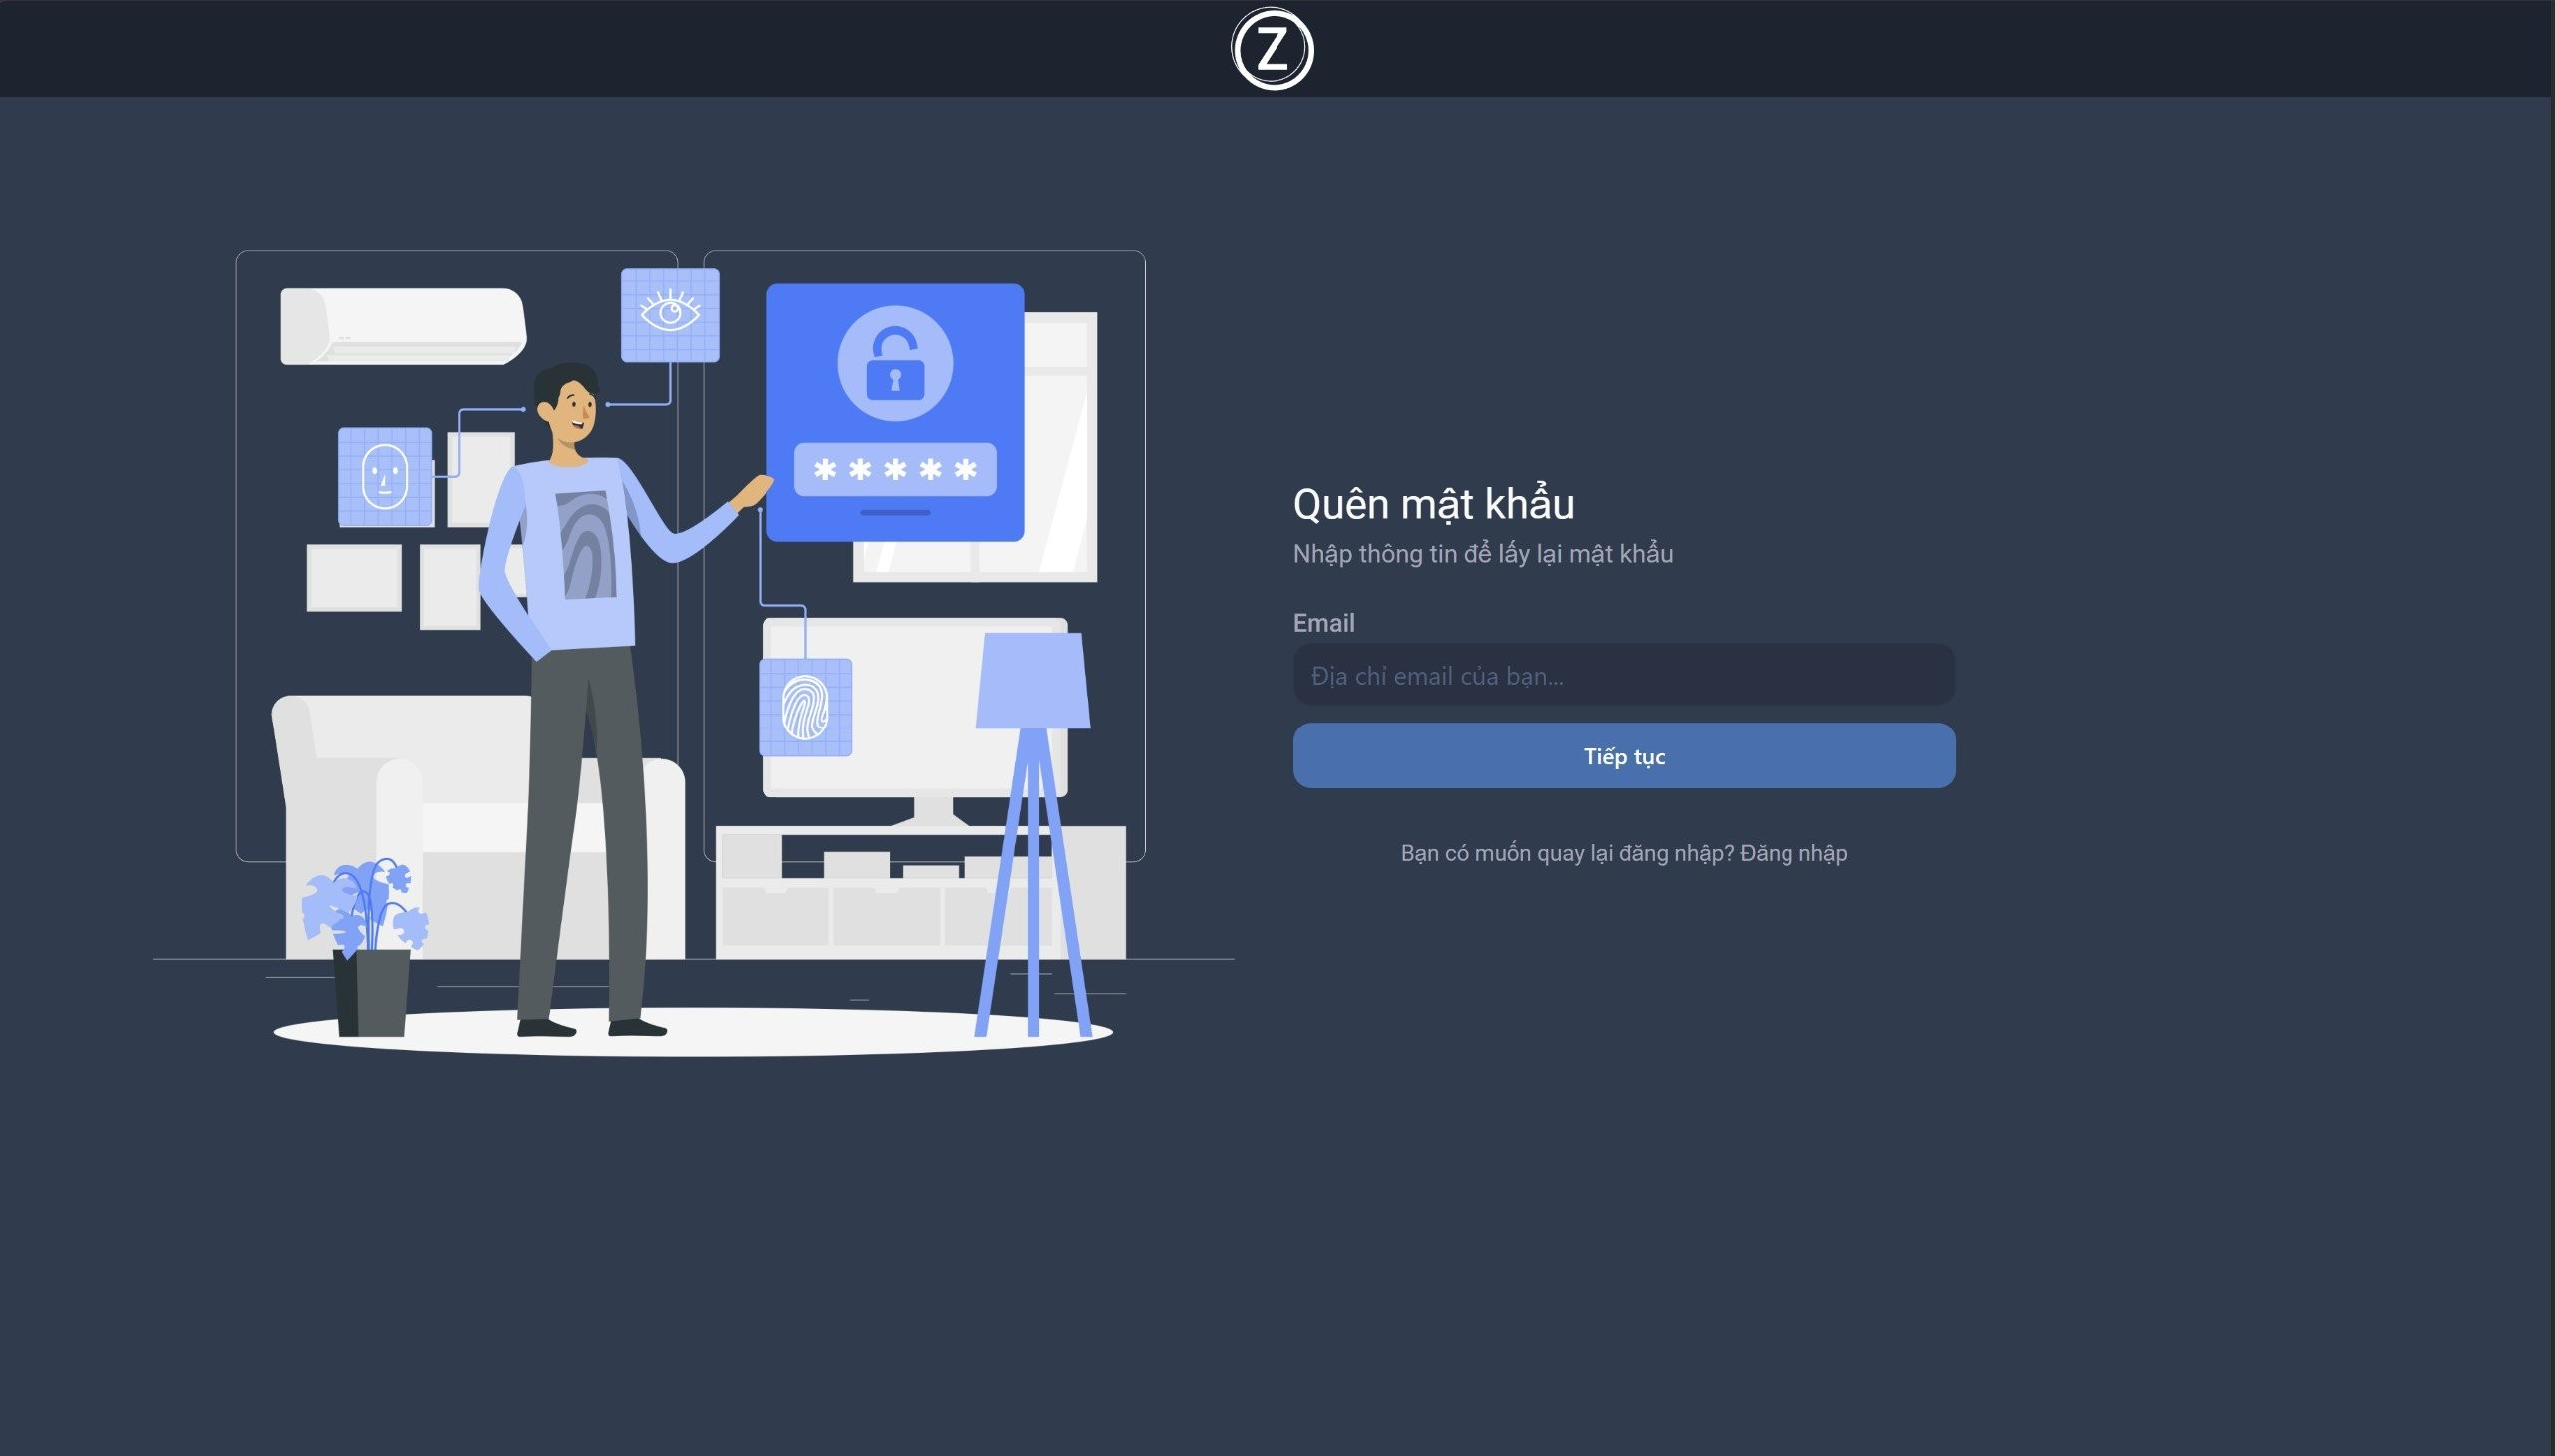 Z
*****
Quên mật khẩu
Nhập thông tin để lấy lại mật khẩu
Email
Địa chỉ email của bạn...
Tiếp tục
Bạn có muốn quay lại đăng nhập? Đăng nhập